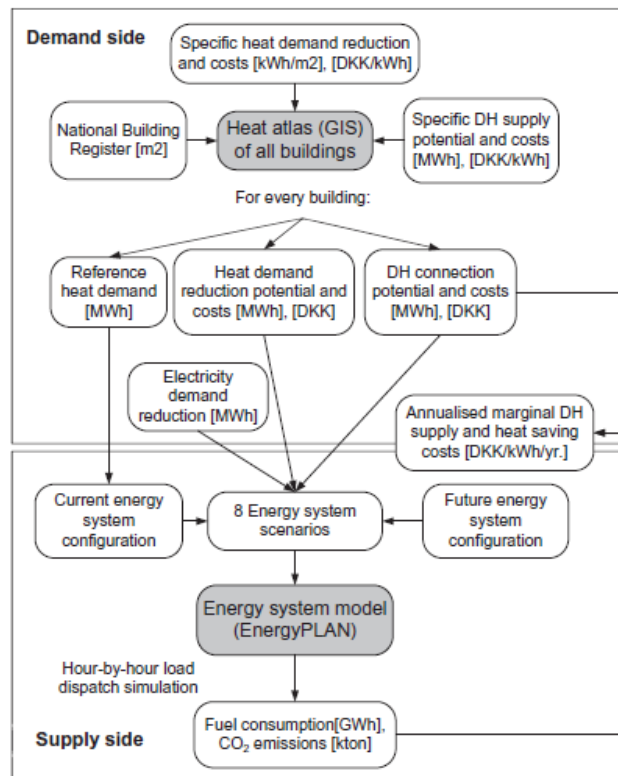 Demand side
Specific heat demand reduction
and costs [kWh/m2], [DKK/kWh]
National Building
Register [m2]
Heat atlas (GIS)
of all buildings
Specific DH supply
potential and costs
[MWh], [DKK/kWh]
For every building:
Reference
heat demand
[MWh]
Heat demand
reduction potential and
costs [MWh], [DKK]
DH connection
potential and costs
[MWh], [DKK]
Electricity
demand
reduction [MWh]
Annualised marginal DH
supply and heat saving
costs [DKK/kWh/yr.]
Current energy
system
configuration
8 Energy system
scenarios
Future energy
system
configuration
Energy system model
(EnergyPLAN)
Hour-by-hour load
dispatch simulation
Fuel consumption[GWh],
CO₂ emissions [kton]
Supply side